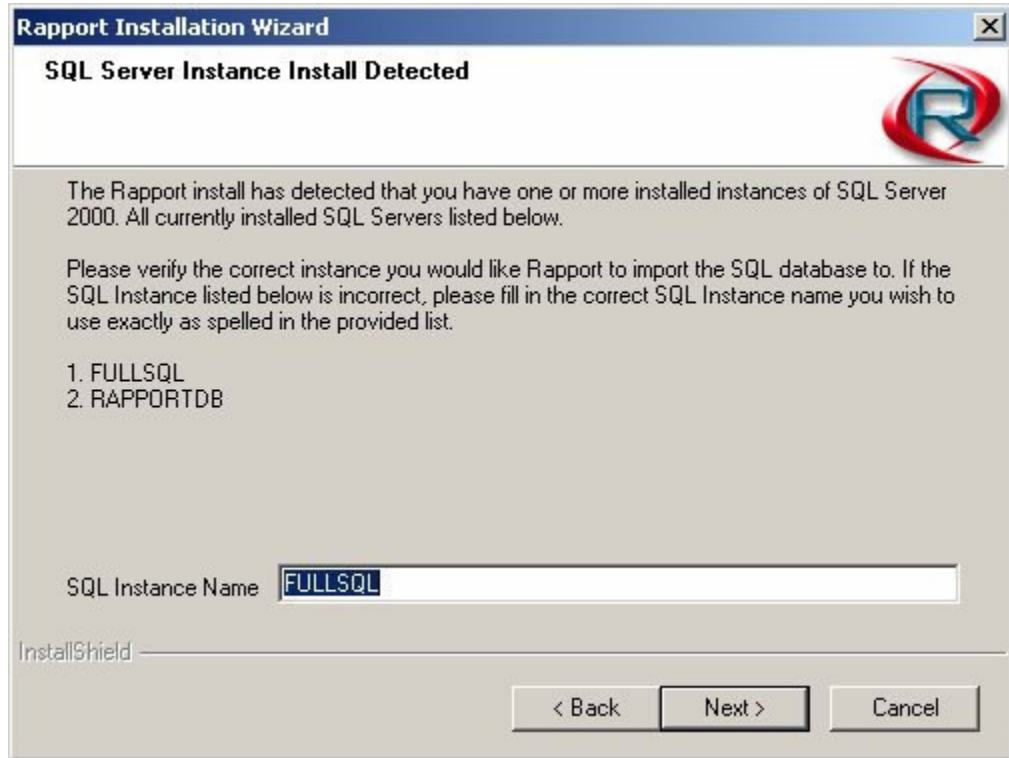 Rapport Installation Wizard
SQL Server Instance Install Detected
R
The Rapport install has detected that you have one or more installed instances of SQL Server
2000. All currently installed SQL Servers listed below.
Please verify the correct instance you would like Rapport to import the SQL database to. If the
SQL Instance listed below is incorrect, please fill in the correct SQL Instance name you wish to
use exactly as spelled in the provided list.
1. FULLSQL
2. RAPPORTDB
SQL Instance Name FULLSQL
InstallShield
< Back Next > Cancel